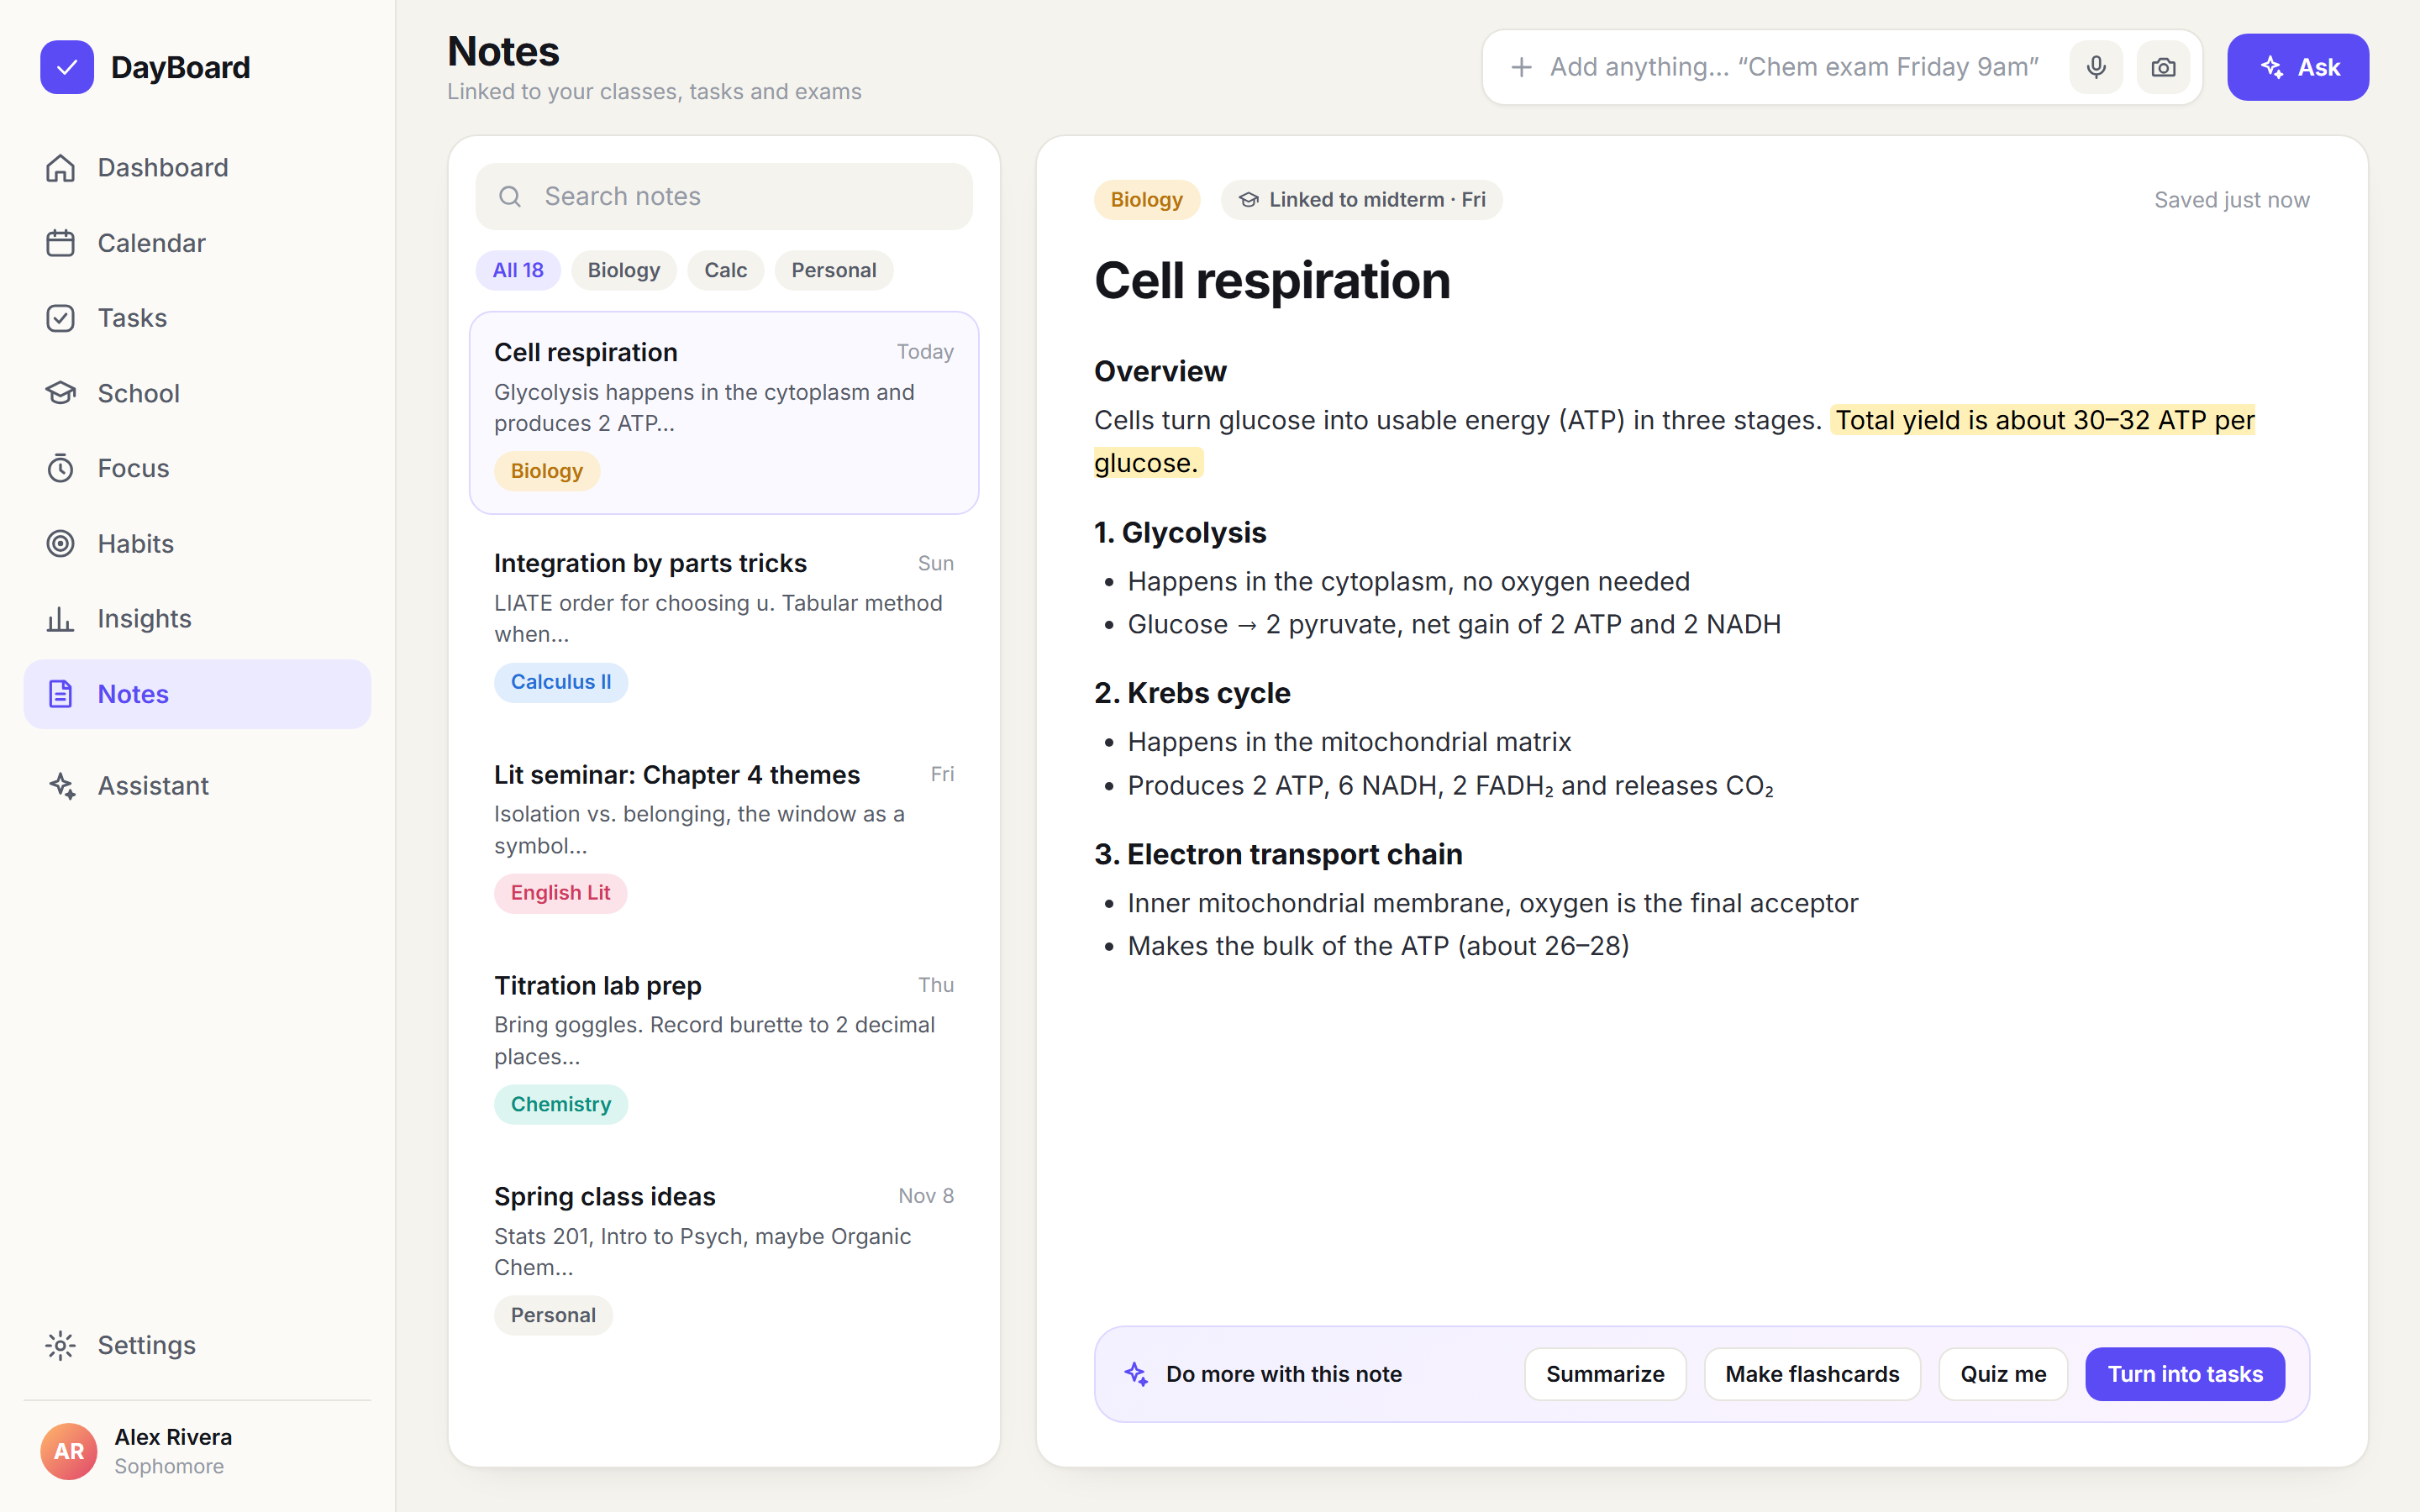 DayBoard
Dashboard
Calendar
Tasks
School
Focus
Habits
Insights
Notes
Assistant
Settings
AR
Alex Rivera
Sophomore
Notes
Linked to your classes, tasks and exams
Add anything... “Chem exam Friday 9am”
Ask
Search notes
All 18
Biology
Calc
Personal
Cell respiration
Today
Glycolysis happens in the cytoplasm and
produces 2 ATP...
Biology
Integration by parts tricks
Sun
LIATE order for choosing u. Tabular method
when...
Calculus II
Lit seminar: Chapter 4 themes
Fri
Isolation vs. belonging, the window as a
symbol...
English Lit
Titration lab prep
Thu
Bring goggles. Record burette to 2 decimal
places...
Chemistry
Spring class ideas
Nov 8
Stats 201, Intro to Psych, maybe Organic
Chem...
Personal
Biology
Linked to midterm · Fri
Saved just now
Cell respiration
Overview
Cells turn glucose into usable energy (ATP) in three stages. Total yield is about 30–32 ATP per
glucose.
1. Glycolysis
• Happens in the cytoplasm, no oxygen needed
• Glucose → 2 pyruvate, net gain of 2 ATP and 2 NADH
2. Krebs cycle
• Happens in the mitochondrial matrix
• Produces 2 ATP, 6 NADH, 2 FADH₂ and releases CO₂
3. Electron transport chain
• Inner mitochondrial membrane, oxygen is the final acceptor
• Makes the bulk of the ATP (about 26–28)
Do more with this note
Summarize
Make flashcards
Quiz me
Turn into tasks